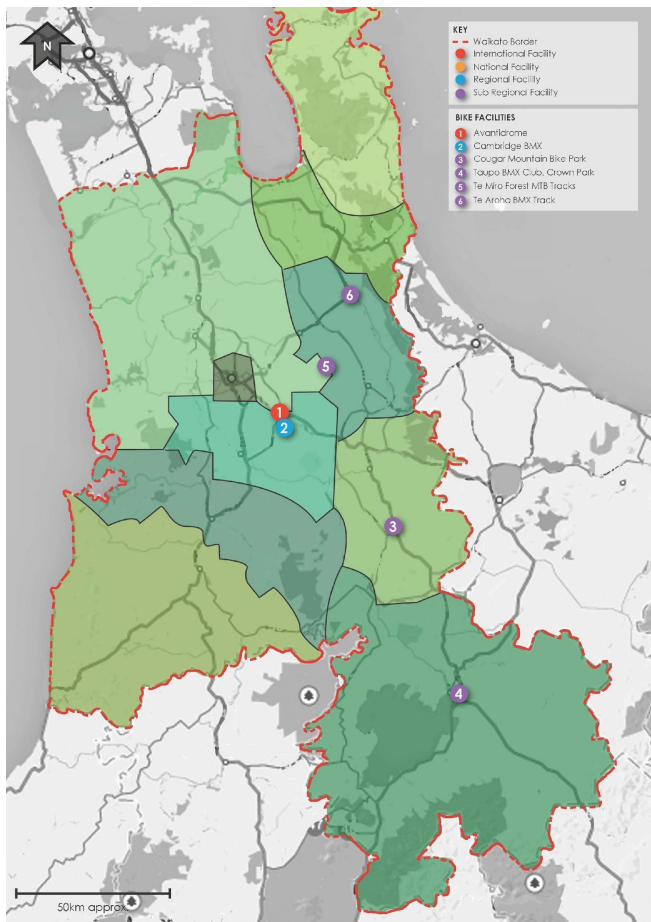 N
KEY
Waikato Border
International Facility
National Facility
Regional Facility
Sub Regional Facility
BIKE FACILITIES
1 Avantidrome
2 Cambridge BMX
3 Cougar Mountain Bike Park
4 Taupo BMX Club, Crown Park
5 Te Miro Forest MTB Tracks
6 Te Aroha BMX Track
6
5
1
2
3
4
50km approx